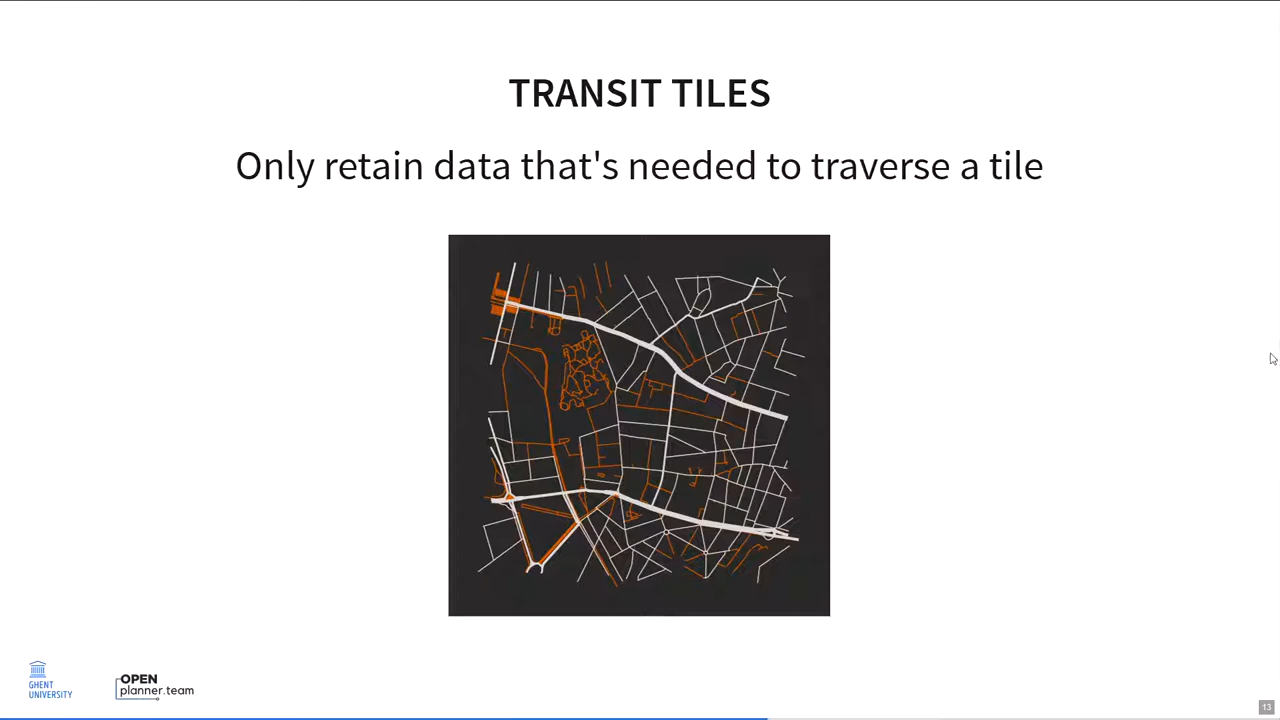 TRANSIT TILES
Only retain data that's needed to traverse a tile
GHENT
UNIVERSITY
OPEN
planner.team
13